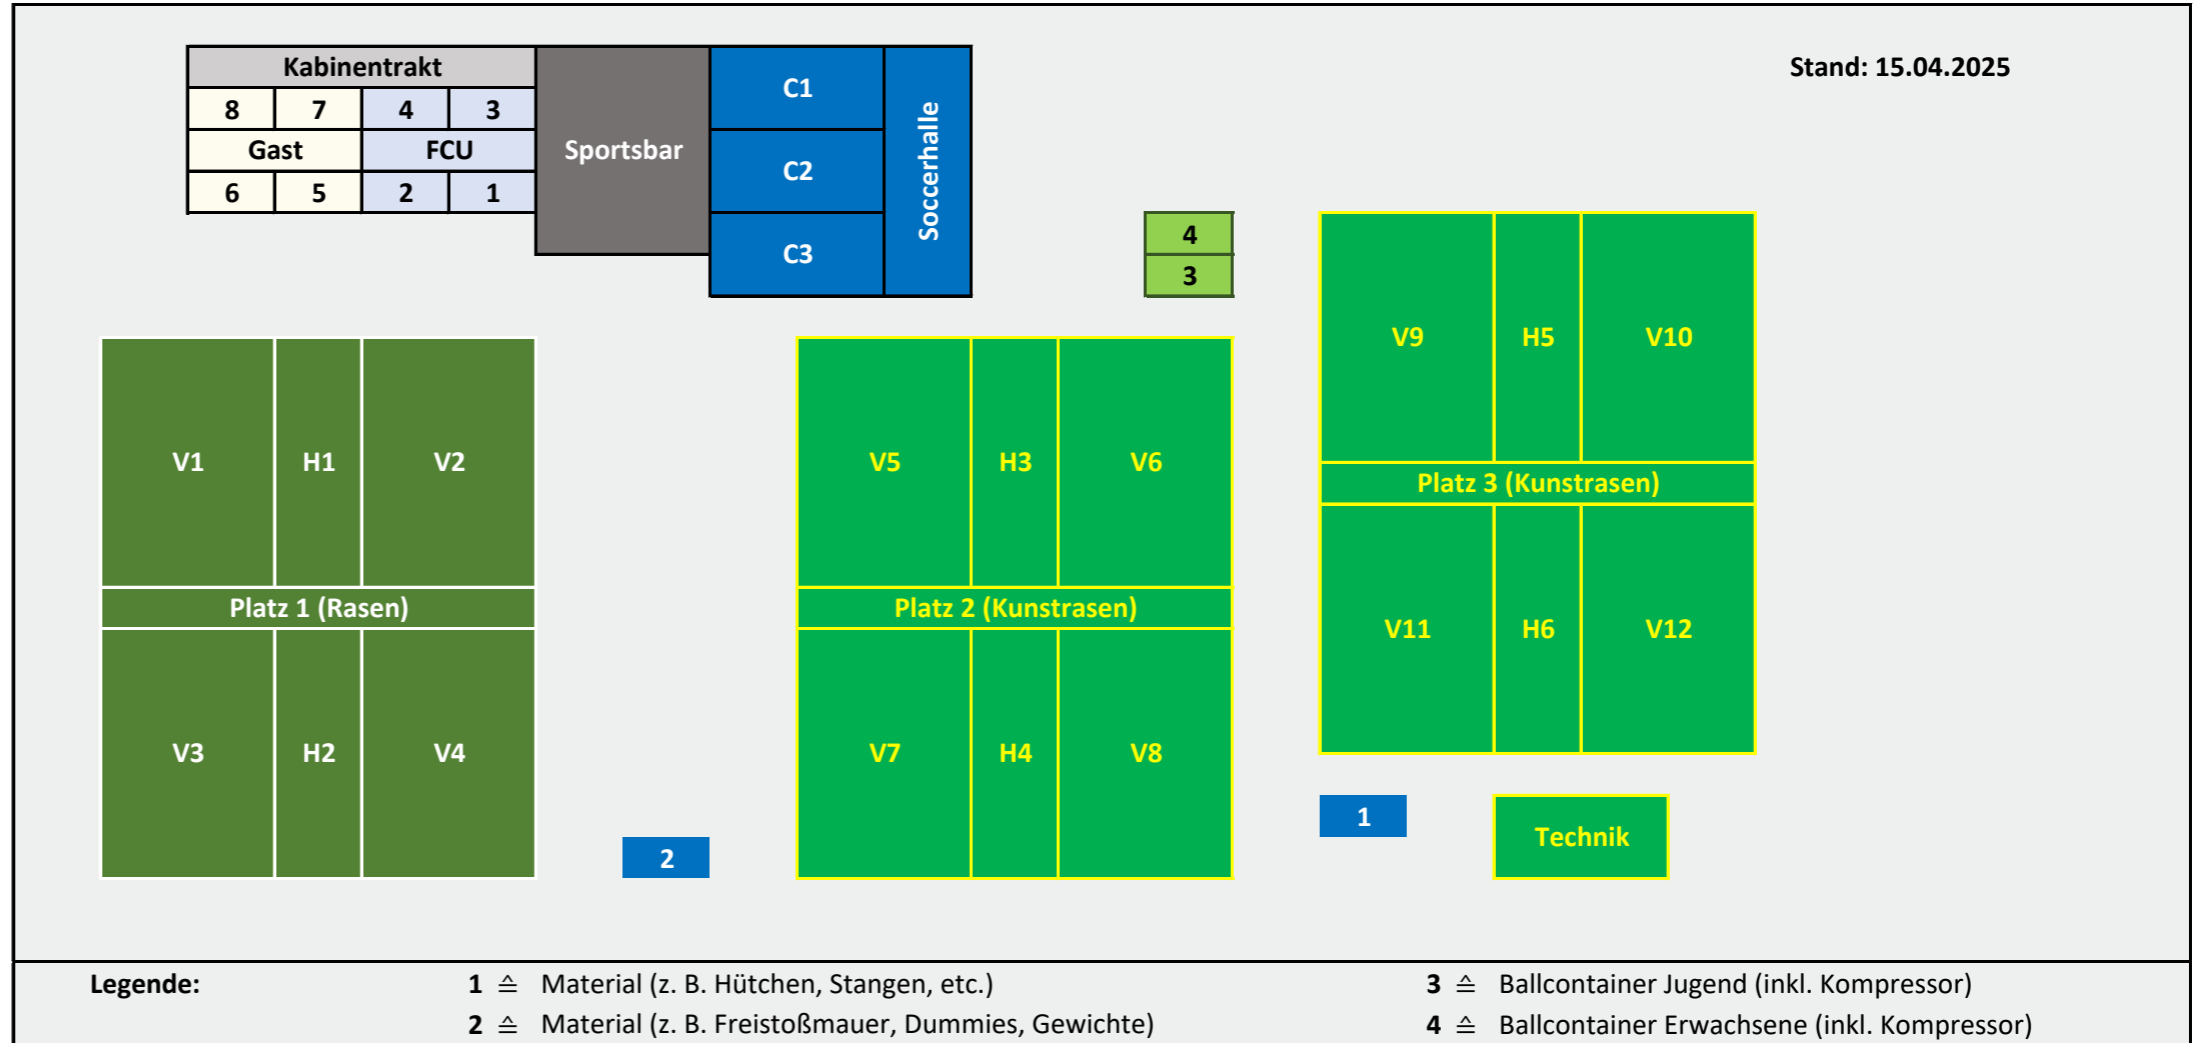 Kabinentrakt
8 7 4 3
Gast FCU
6 5 2 1
Sportsbar
C1
C2
C3
Soccerhalle
Stand: 15.04.2025
4
3
V1 H1 V2
Platz 1 (Rasen)
V3 H2 V4
2
V5 H3 V6
Platz 2 (Kunstrasen)
V7 H4 V8
V9 H5 V10
Platz 3 (Kunstrasen)
V11 H6 V12
1
Technik
Legende:
1 ≙ Material (z. B. Hütchen, Stangen, etc.)
2 ≙ Material (z. B. Freistoßmauer, Dummies, Gewichte)
3 ≙ Ballcontainer Jugend (inkl. Kompressor)
4 ≙ Ballcontainer Erwachsene (inkl. Kompressor)